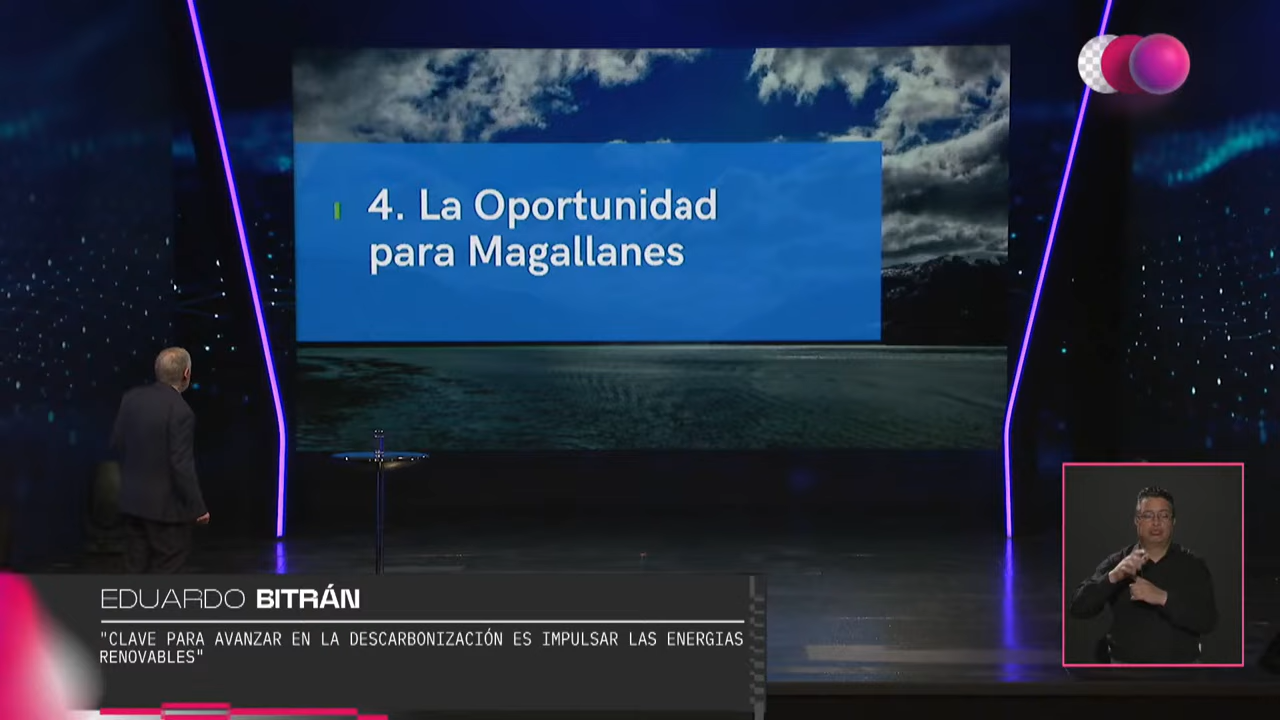 4. La Oportunidad
para Magallanes
EDUARDO BITRÁN
"CLAVE PARA AVANZAR EN LA DESCARBONIZACIÓN ES IMPULSAR LAS ENERGIAS
RENOVABLES"